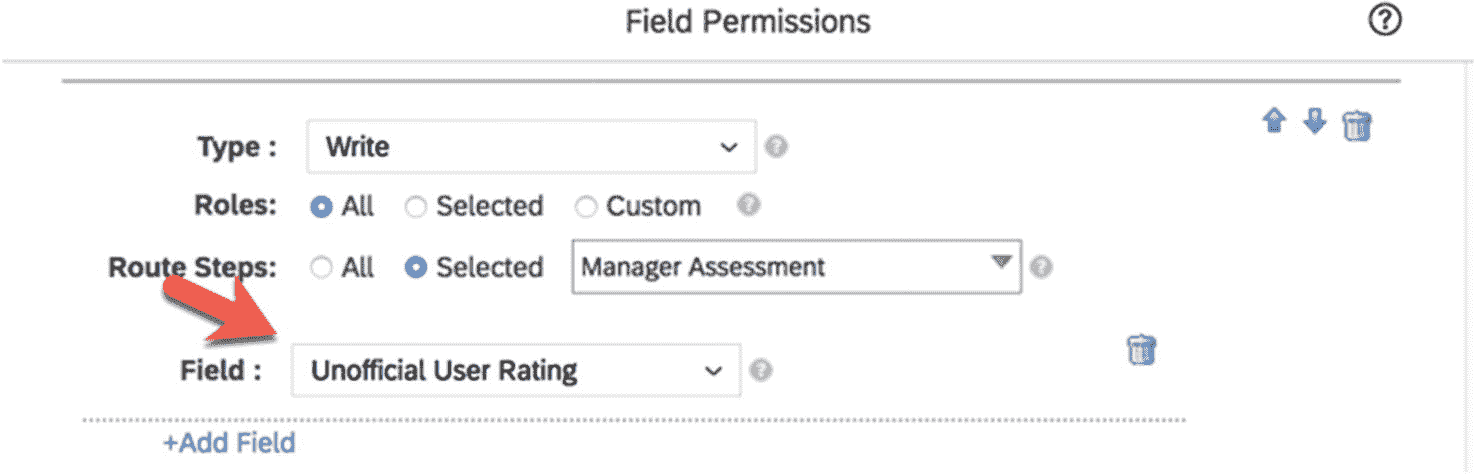 Field Permissions ?
Type : Write ?
Roles: All Selected Custom ?
Route Steps: All Selected Manager Assessment ?
Field : Unofficial User Rating ?
+Add Field